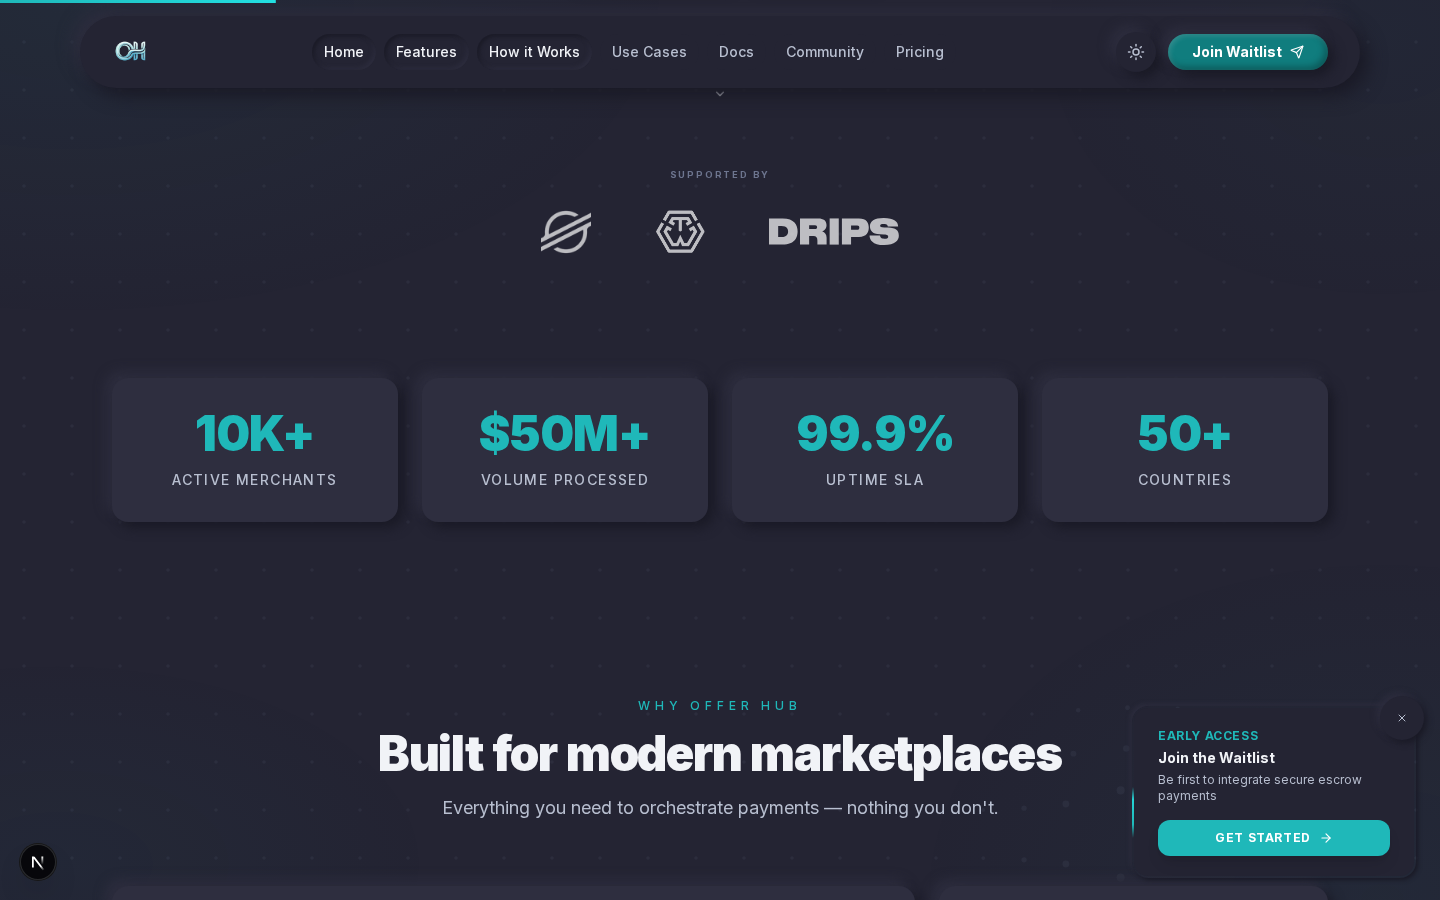 OH
Home
Features
How it Works
Use Cases
Docs
Community
Pricing
Join Waitlist
SUPPORTED BY
DRIPS
10K+
ACTIVE MERCHANTS
$50M+
VOLUME PROCESSED
99.9%
UPTIME SLA
50+
COUNTRIES
WHY OFFER HUB
Built for modern marketplaces
Everything you need to orchestrate payments — nothing you don't.
EARLY ACCESS
Join the Waitlist
Be first to integrate secure escrow
payments
GET STARTED
N